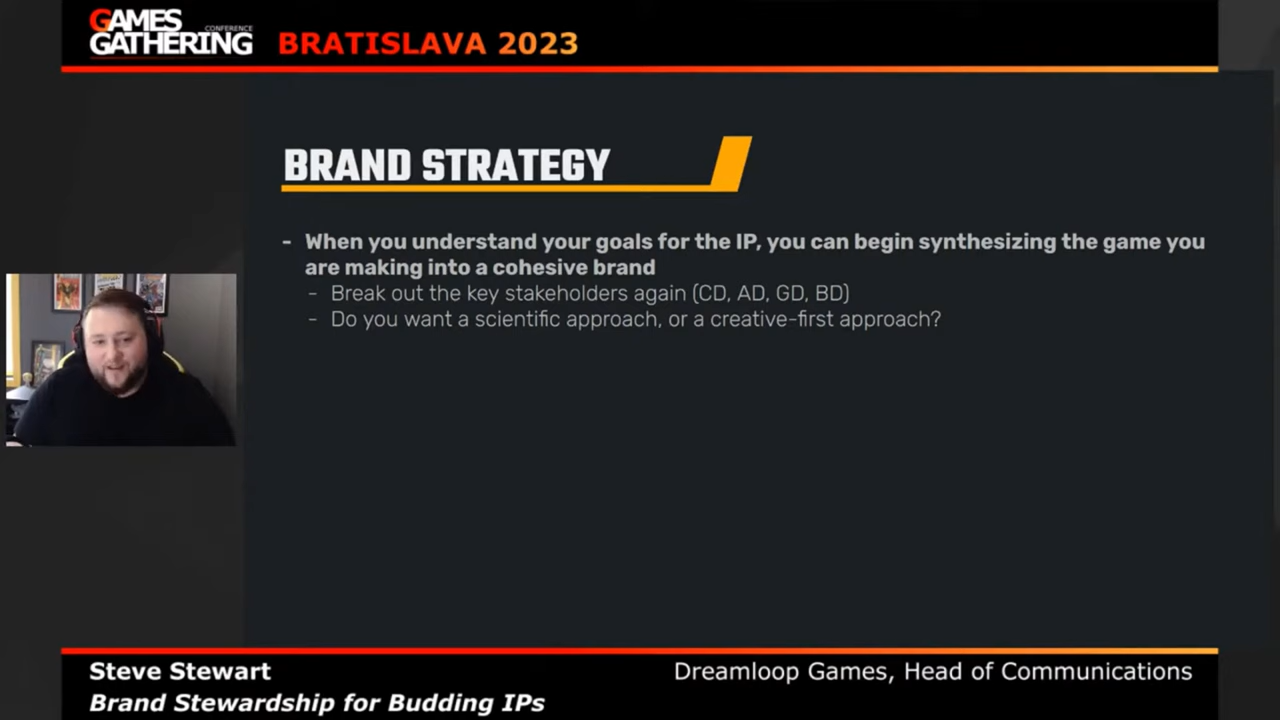 GAMES
CONFERENCE
GATHERING
BRATISLAVA 2023
BRAND STRATEGY
- When you understand your goals for the IP, you can begin synthesizing the game you
are making into a cohesive brand
- Break out the key stakeholders again (CD, AD, GD, BD)
- Do you want a scientific approach, or a creative-first approach?
Steve Stewart
Dreamloop Games, Head of Communications
Brand Stewardship for Budding IPs